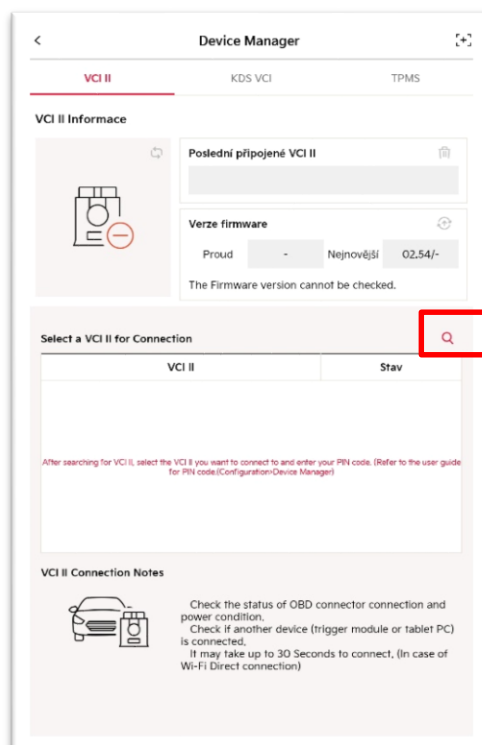 Device Manager
VCI II KDS VCI TPMS
VCI II Informace
Poslední připojené VCI II
Verze firmware
Proud - Nejnovější 02.54/-
The Firmware version cannot be checked.
Select a VCI II for Connection
VCI II Stav
After searching for VCI II, select the VCI II you want to connect to and enter your PIN code. (Refer to the user guide
for PIN code.(Configuration>Device Manager)
VCI II Connection Notes
Check the status of OBD connector connection and
power condition.
Check if another device (trigger module or tablet PC)
is connected.
It may take up to 30 Seconds to connect. (In case of
Wi-Fi Direct connection)